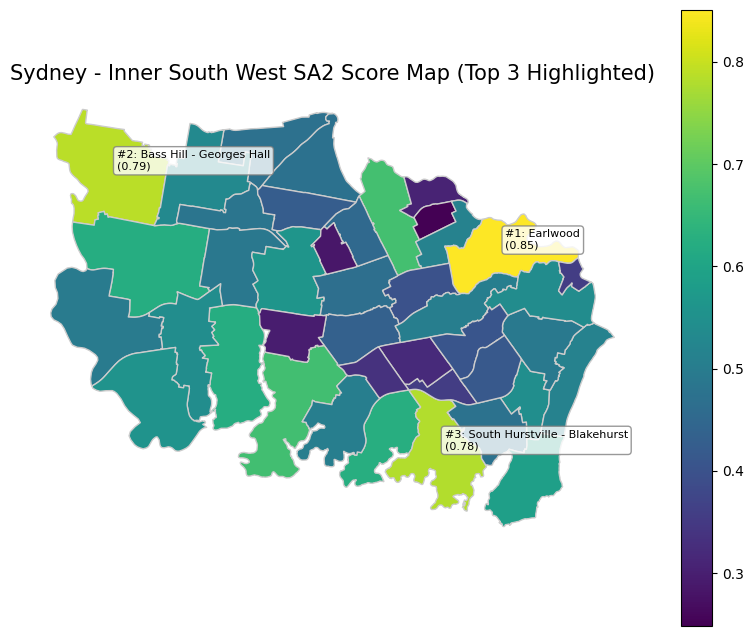 Sydney - Inner South West SA2 Score Map (Top 3 Highlighted)
#2: Bass Hill - Georges Hall
(0.79)
#1: Earlwood
(0.85)
#3: South Hurstville - Blakehurst
(0.78)
0.8
0.7
0.6
0.5
0.4
0.3